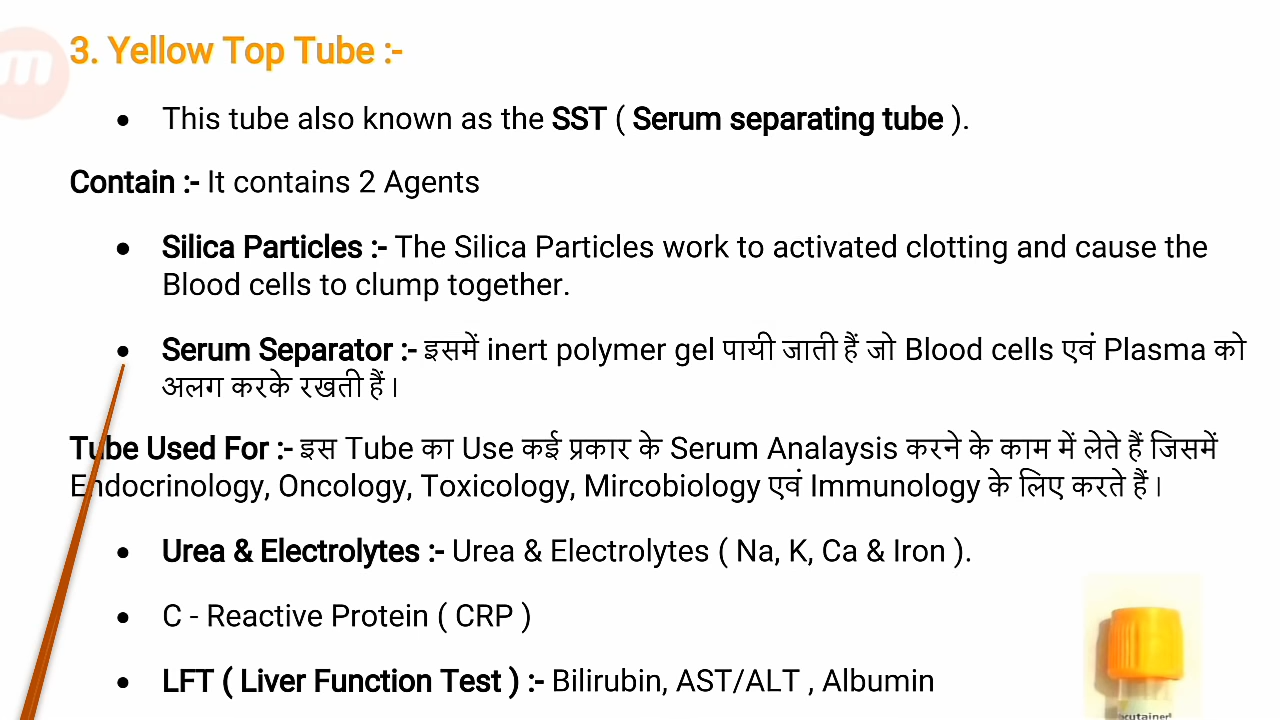 3. Yellow Top Tube :-
• This tube also known as the SST ( Serum separating tube ).
Contain :- It contains 2 Agents
• Silica Particles :- The Silica Particles work to activated clotting and cause the
Blood cells to clump together.
• Serum Separator :- इसमें inert polymer gel पायी जाती हैं जो Blood cells एवं Plasma को
अलग करके रखती हैं ।
Tube Used For :- इस Tube का Use कई प्रकार के Serum Analaysis करने के काम में लेते हैं जिसमें
Endocrinology, Oncology, Toxicology, Mircobiology एवं Immunology के लिए करते हैं ।
• Urea & Electrolytes :- Urea & Electrolytes ( Na, K, Ca & Iron ).
• C - Reactive Protein ( CRP )
• LFT ( Liver Function Test ) :- Bilirubin, AST/ALT , Albumin
cutainer